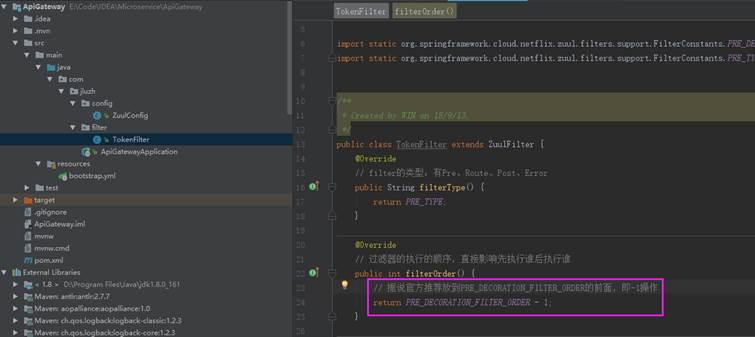 ApiGateway E:\Code\IDEA\Microservice\ApiGateway
.idea
.mvn
src
main
java
com
jluzh
config
ZuulConfig
filter
TokenFilter
ApiGatewayApplication
resources
bootstrap.yml
test
target
.gitignore
ApiGateway.iml
mvnw
mvnw.cmd
pom.xml
External Libraries
< 1.8 > D:\Program Files\Java\jdk1.8.0_161
Maven: antlr:antlr:2.7.7
Maven: aopalliance:aopalliance:1.0
Maven: ch.qos.logback:logback-classic:1.2.3
Maven: ch.qos.logback:logback-core:1.2.3
TokenFilter filterOrder()
5
6 import static org.springframework.cloud.netflix.zuul.filters.support.FilterConstants.PRE_DE
7 import static org.springframework.cloud.netflix.zuul.filters.support.FilterConstants.PRE_TY
8
9
10 /**
11 * Created by WIN on 18/9/13.
12 */
13 public class TokenFilter extends ZuulFilter {
14 @Override
15 // filter的类型，有Pre、Route、Post、Error
16 public String filterType() {
17 return PRE_TYPE;
18 }
19
20 @Override
21 // 过滤器的执行的顺序，直接影响先执行谁后执行谁
22 public int filterOrder() {
23 // 据说官方推荐放到PRE_DECORATION_FILTER_ORDER的前面，即-1操作
24 return PRE_DECORATION_FILTER_ORDER - 1;
25 }